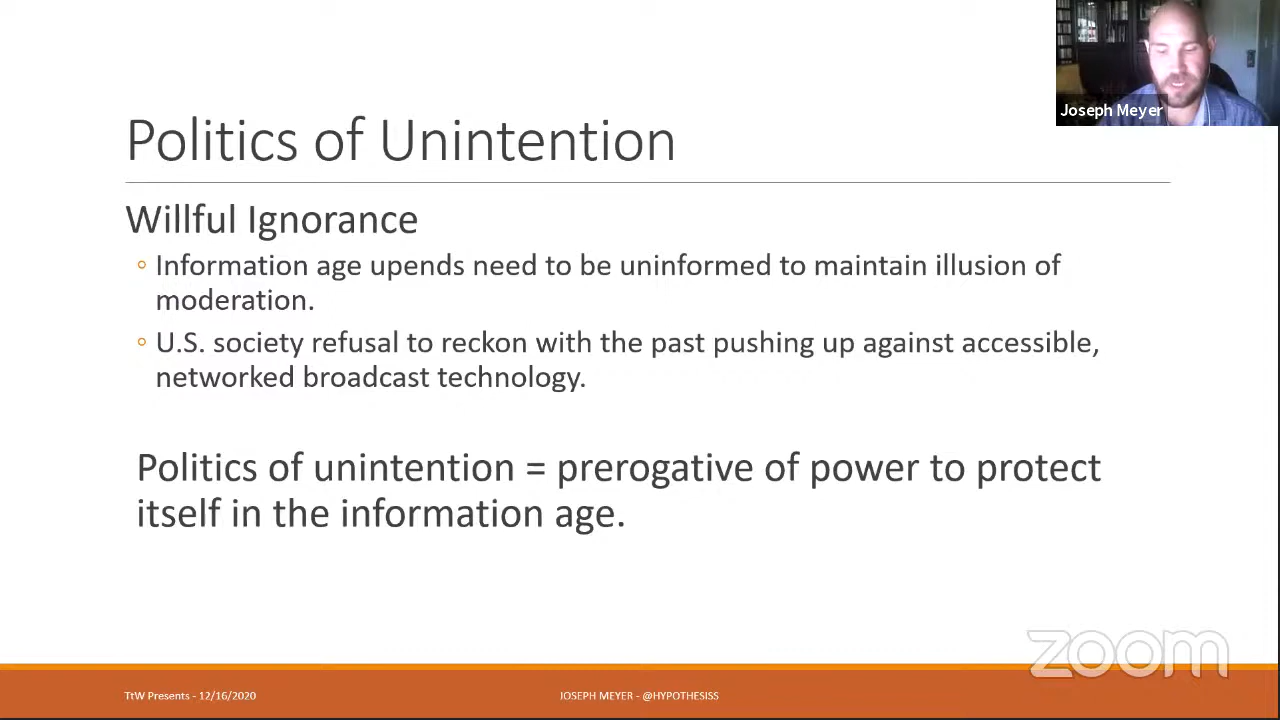 Joseph Meyer
Politics of Unintention
Willful Ignorance
◦ Information age upends need to be uninformed to maintain illusion of
moderation.
◦ U.S. society refusal to reckon with the past pushing up against accessible,
networked broadcast technology.
Politics of unintention = prerogative of power to protect
itself in the information age.
zoom
TtW Presents - 12/16/2020
JOSEPH MEYER - @HYPOTHESISS